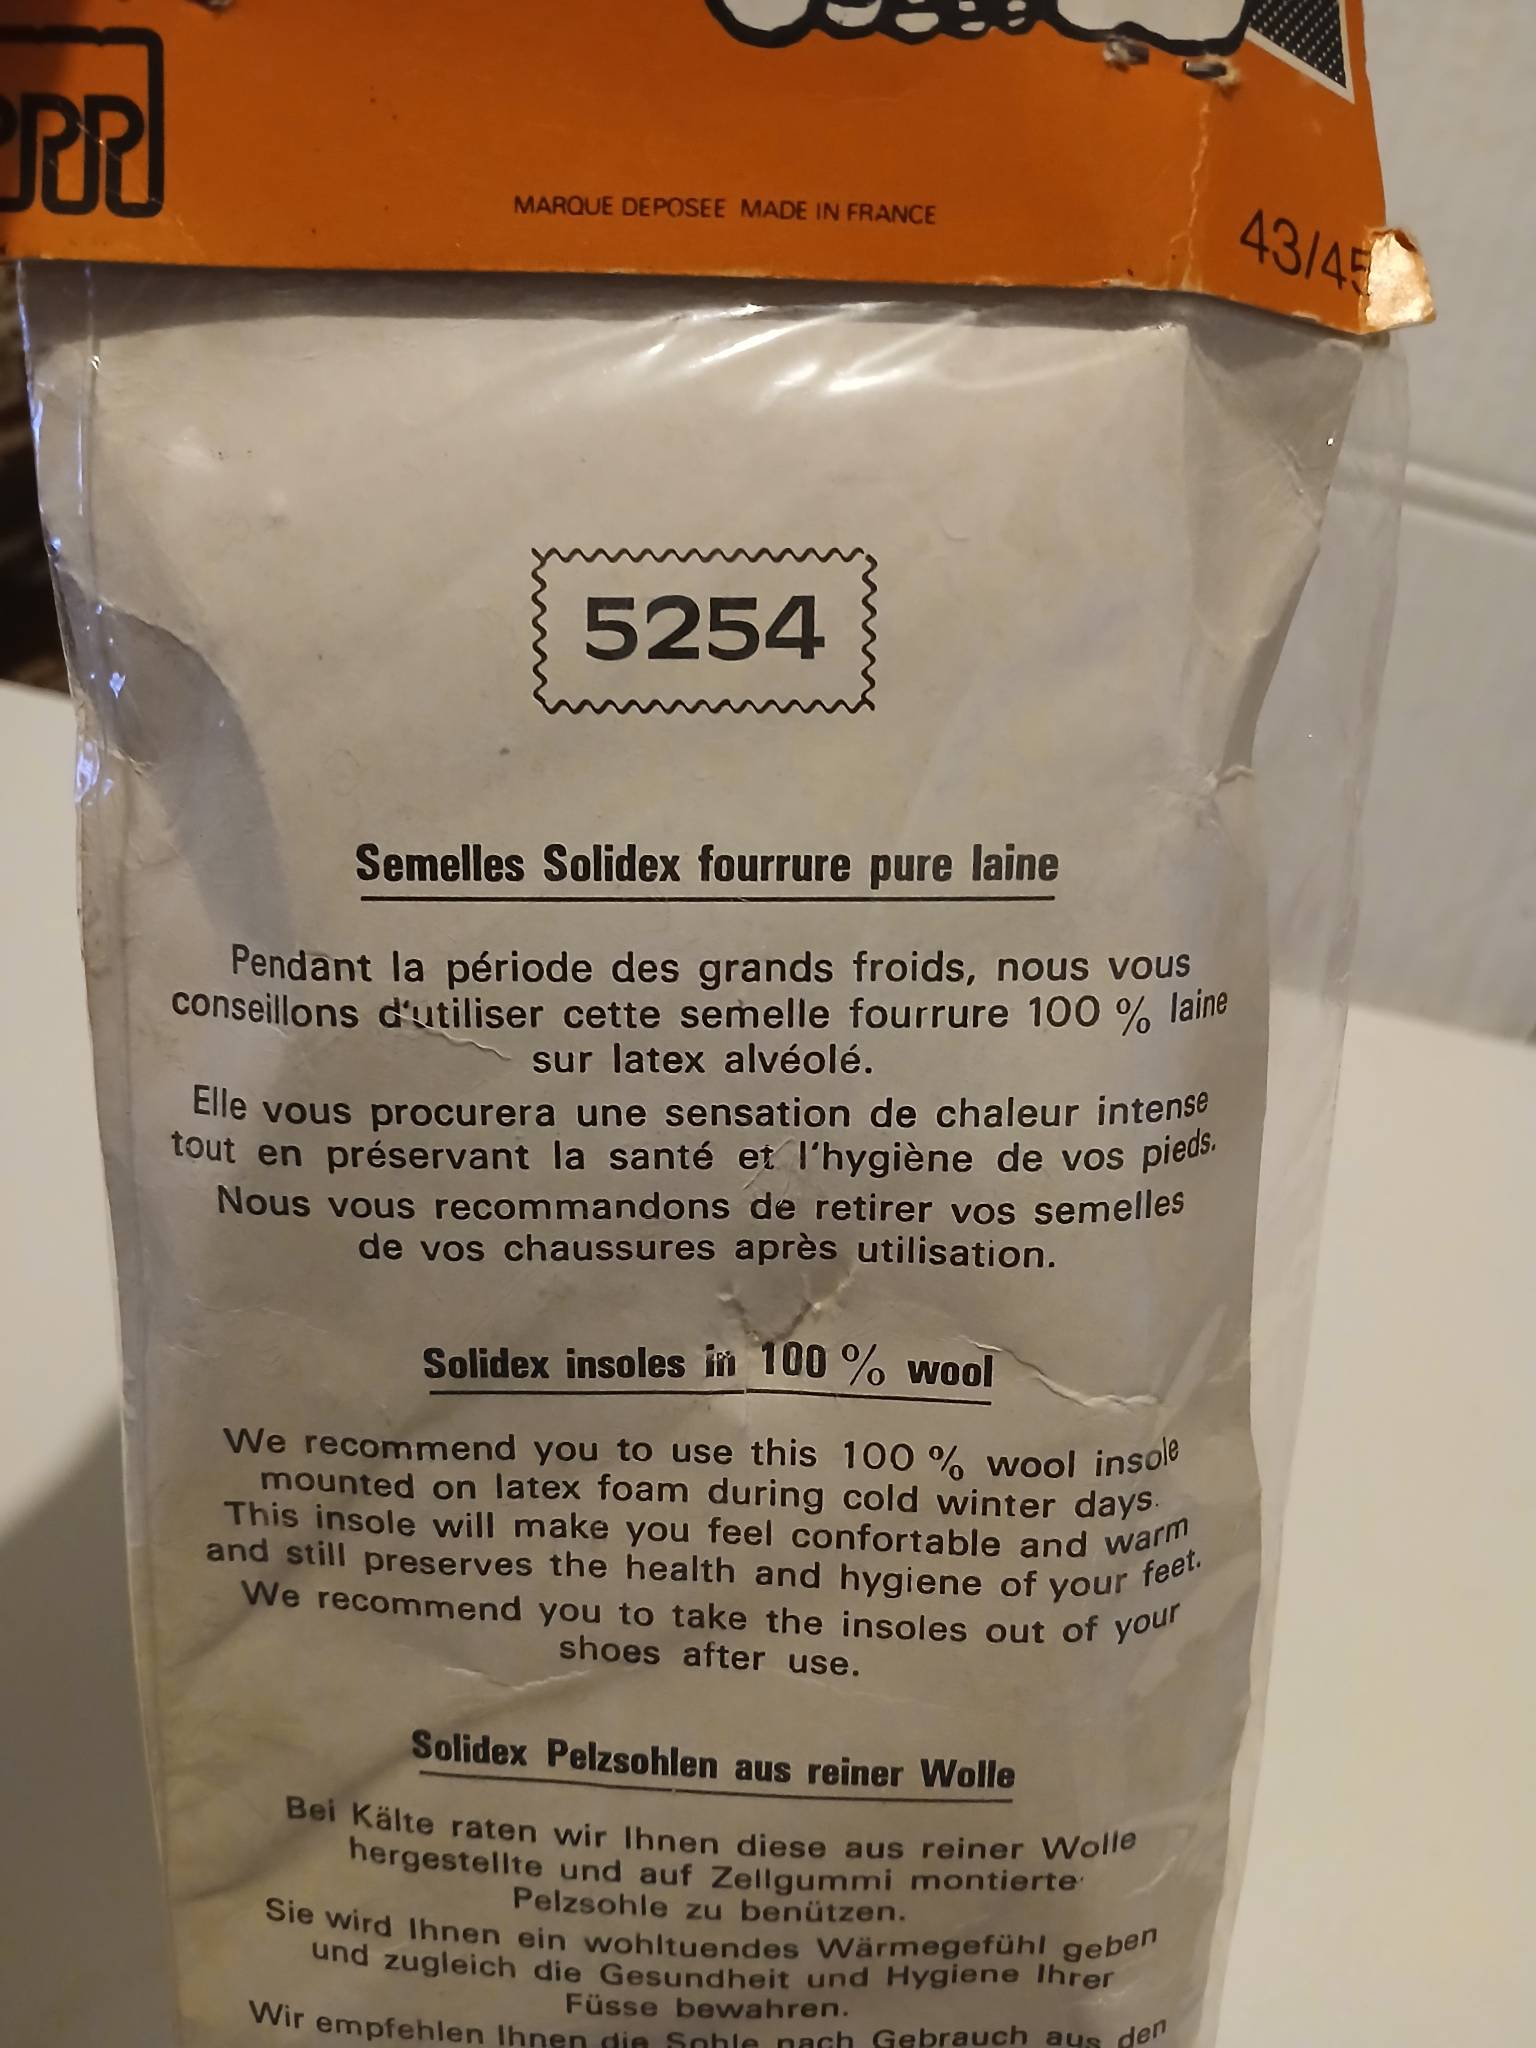 MARQUE DEPOSEE MADE IN FRANCE
43/45
5254
Semelles Solidex fourrure pure laine
Pendant la période des grands froids, nous vous
conseillons d'utiliser cette semelle fourrure 100 % laine
sur latex alvéolé.
Elle vous procurera une sensation de chaleur intense
tout en préservant la santé et l'hygiène de vos pieds.
Nous vous recommandons de retirer vos semelles
de vos chaussures après utilisation.
Solidex insoles in 100 % wool
We recommend you to use this 100 % wool insole
mounted on latex foam during cold winter days.
This insole will make you feel confortable and warm
and still preserves the health and hygiene of your feet.
We recommend you to take the insoles out of your
shoes after use.
Solidex Pelzsohlen aus reiner Wolle
Bei Kälte raten wir Ihnen diese aus reiner Wolle
hergestellte und auf Zellgummi montierte
Pelzsohle zu benützen.
Sie wird Ihnen ein wohltuendes Wärmegefühl geben
und zugleich die Gesundheit und Hygiene Ihrer
Füsse bewahren.
Wir empfehlen Ihnen die Sohle nach Gebrauch aus den